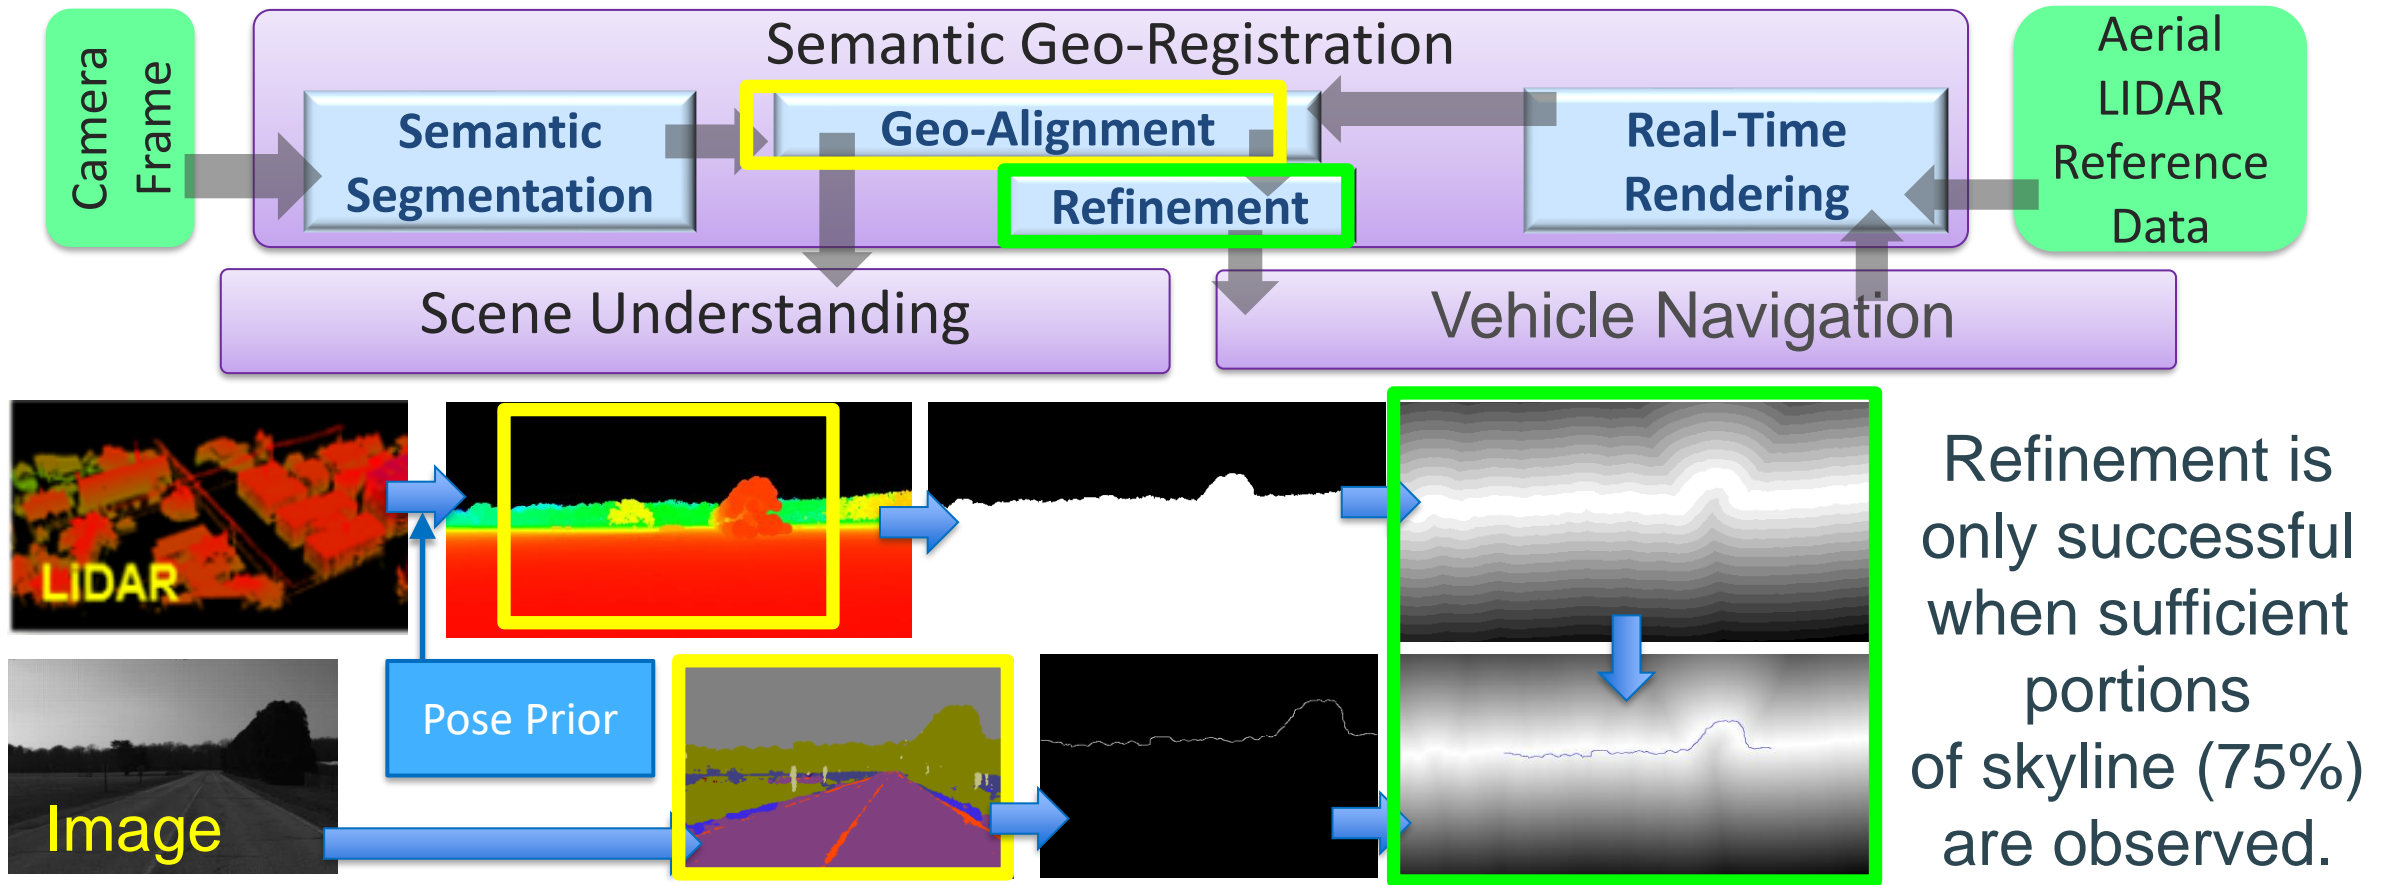 Camera
Frame
Semantic Geo-Registration
Semantic
Segmentation
Geo-Alignment
Refinement
Real-Time
Rendering
Aerial
LIDAR
Reference
Data
Scene Understanding
Vehicle Navigation
LiDAR
Pose Prior
Image
Refinement is
only successful
when sufficient
portions
of skyline (75%)
are observed.